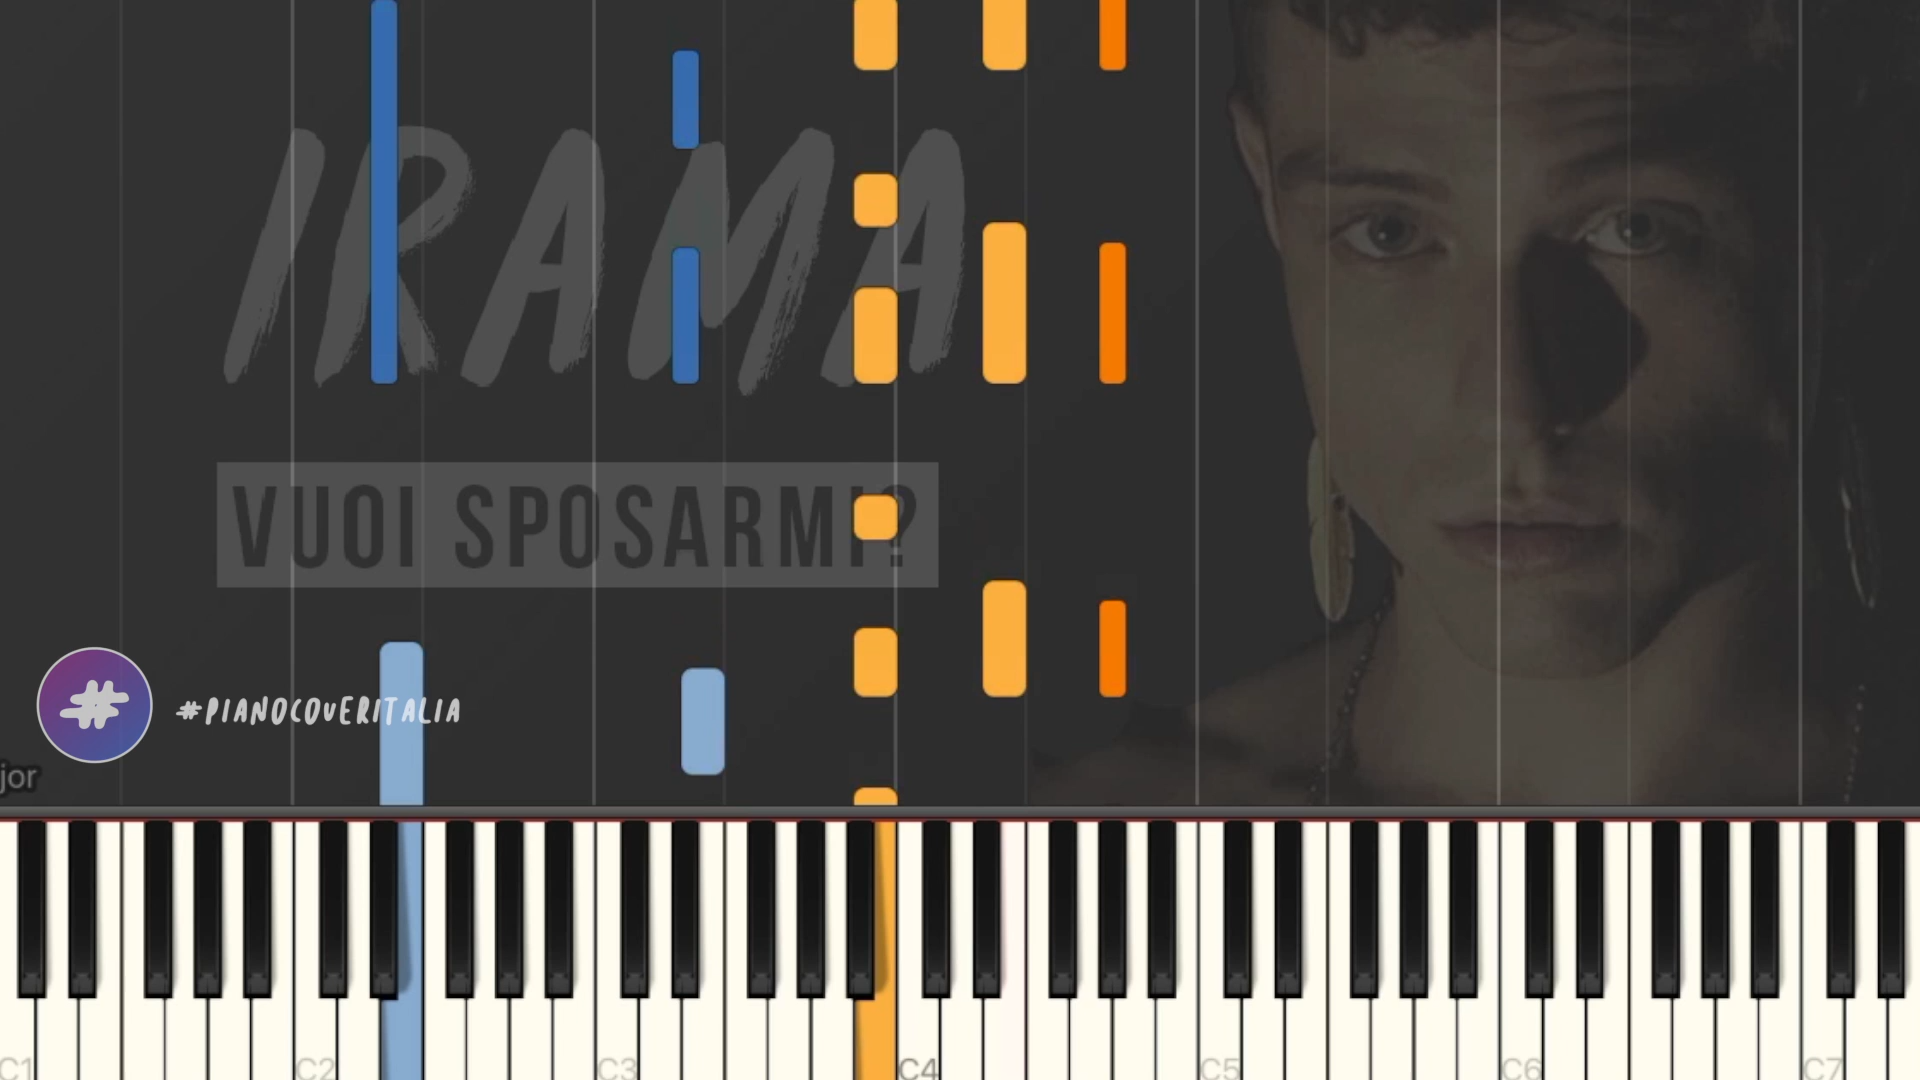 IRAMA
VUOI SPOSARMI?
#PIANOCOVERITALIA
jor
C1 C2 C3 C4 C5 C6 C7